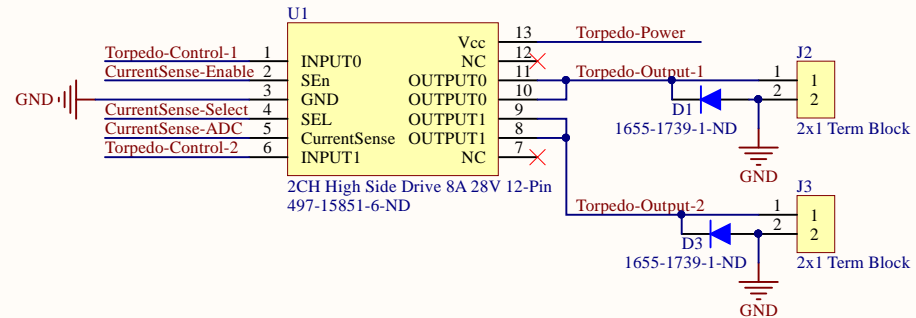 U1
Torpedo-Control-1 1 INPUT0
CurrentSense-Enable 2 SEn
GND 3 GND
CurrentSense-Select 4 SEL
CurrentSense-ADC 5 CurrentSense
Torpedo-Control-2 6 INPUT1
Vcc 13 Torpedo-Power
NC 12
OUTPUT0 11 Torpedo-Output-1
OUTPUT0 10
OUTPUT1 9
OUTPUT1 8
NC 7
2CH High Side Drive 8A 28V 12-Pin
497-15851-6-ND
J2
1 1
2 2
D1
1655-1739-1-ND
2x1 Term Block
GND
J3
Torpedo-Output-2 1 1
2 2
D3
1655-1739-1-ND
2x1 Term Block
GND